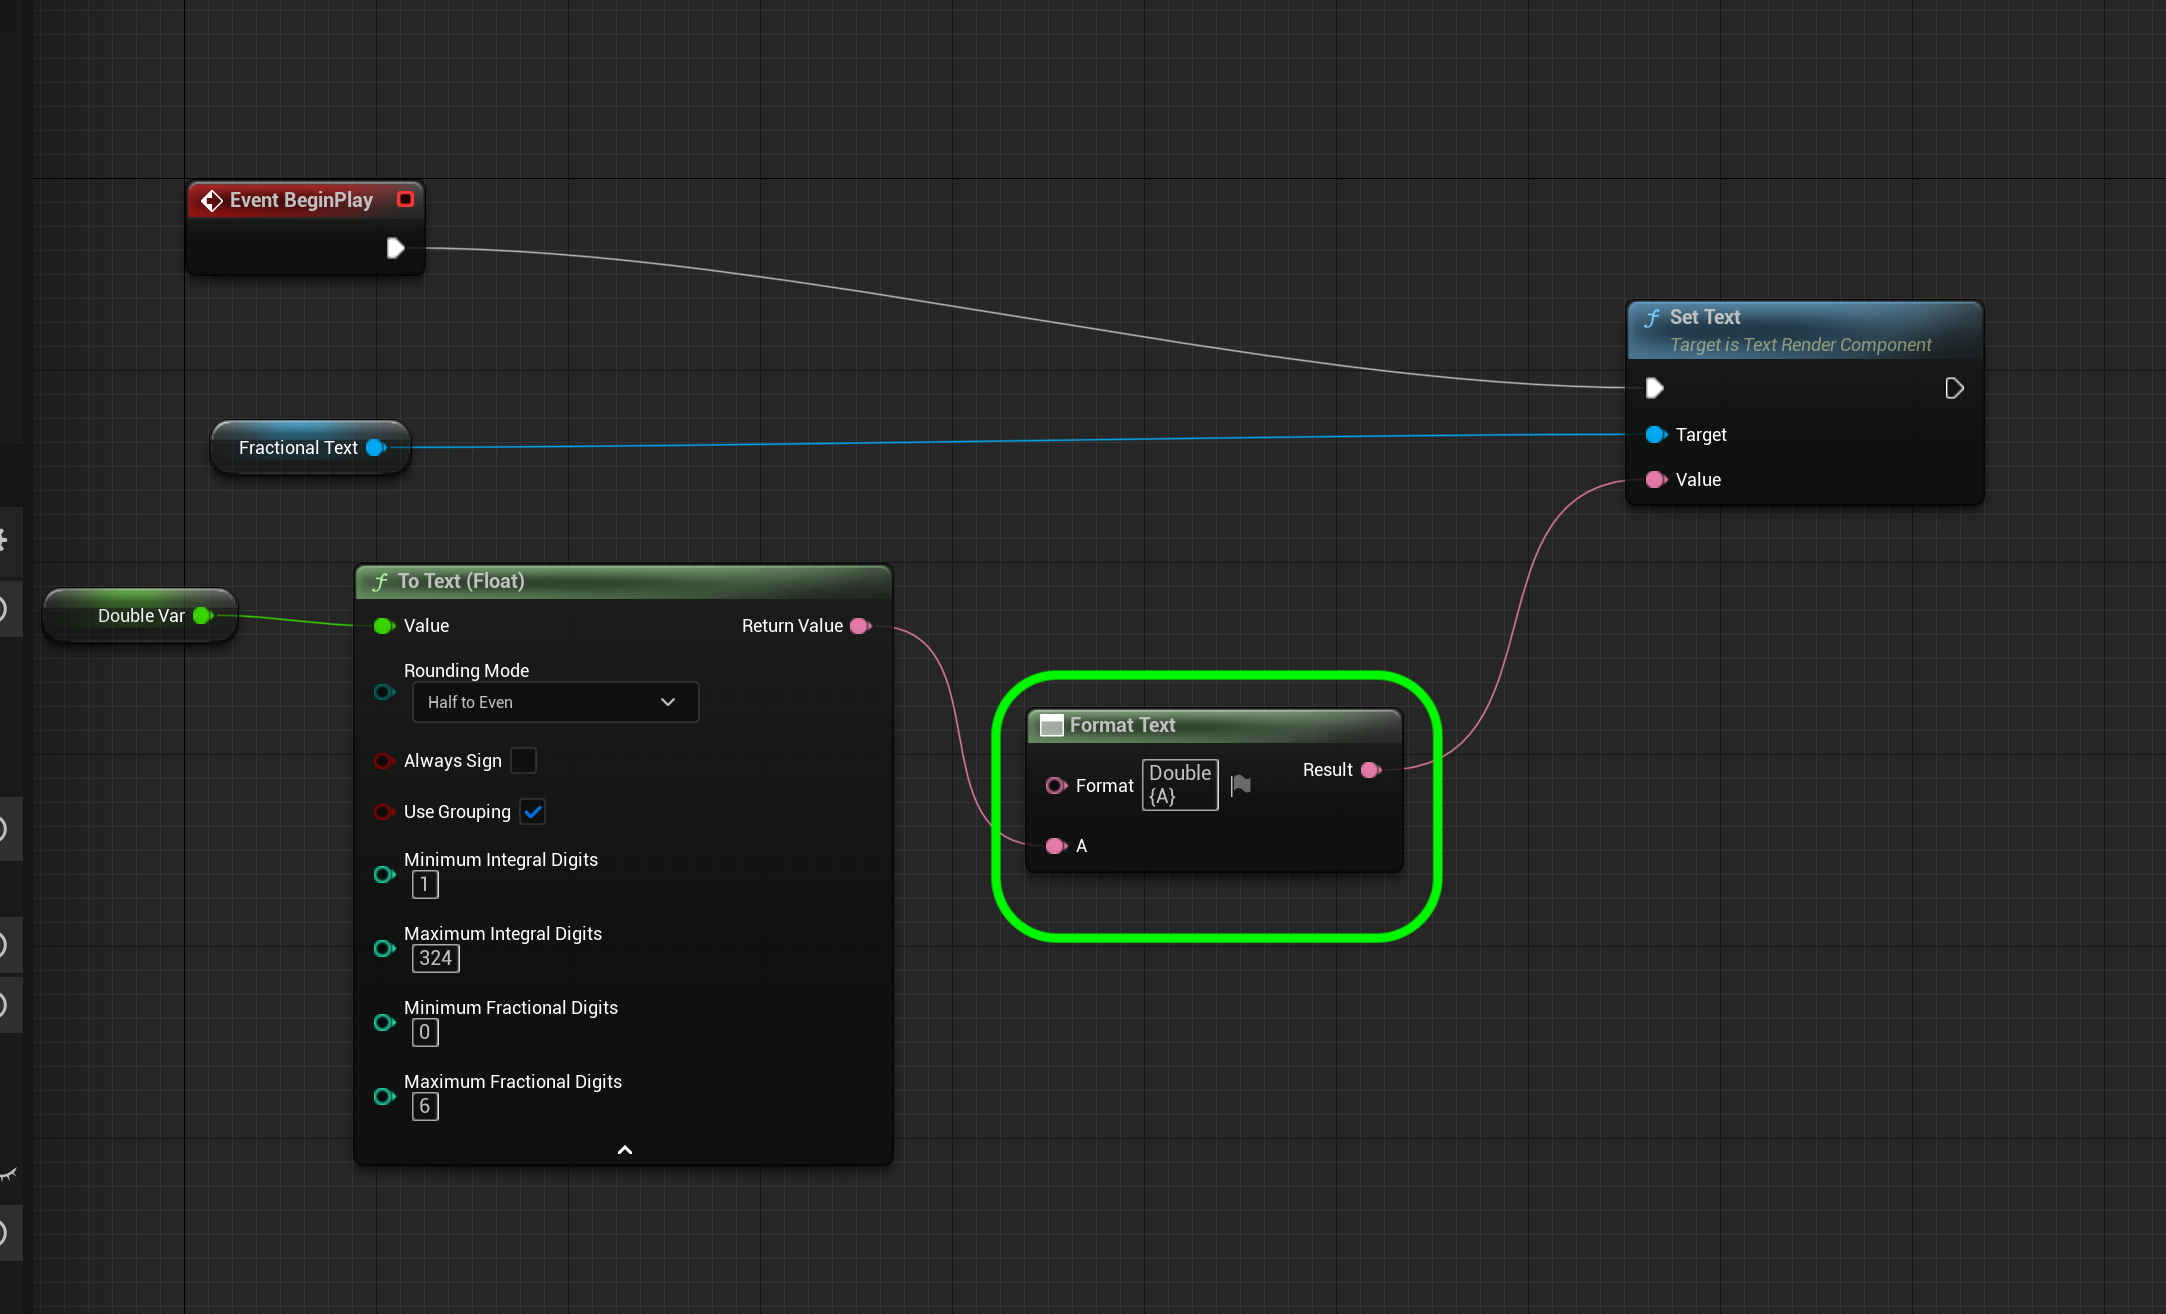 Event BeginPlay
Set Text
Target is Text Render Component
Target
Value
Fractional Text
Double Var
To Text (Float)
Value
Return Value
Rounding Mode
Half to Even
Always Sign
Use Grouping
Minimum Integral Digits
1
Maximum Integral Digits
324
Minimum Fractional Digits
0
Maximum Fractional Digits
6
Format Text
Format
Double
{A}
Result
A